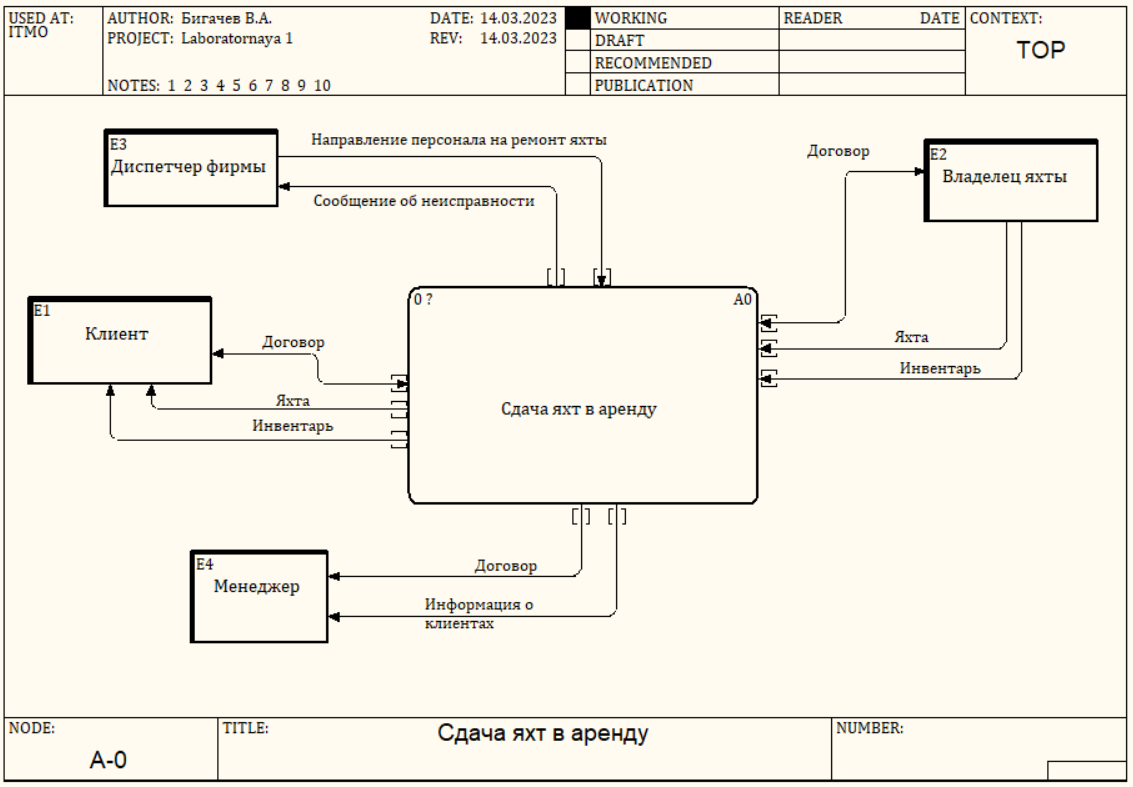 USED AT:
ITMO
AUTHOR: Бигачев В.А.
DATE: 14.03.2023
PROJECT: Laboratornaya 1
REV: 14.03.2023
NOTES: 1 2 3 4 5 6 7 8 9 10
WORKING
DRAFT
RECOMMENDED
PUBLICATION
READER
DATE
CONTEXT:
TOP
E3
Диспетчер фирмы
Направление персонала на ремонт яхты
Сообщение об неисправности
Договор
E2
Владелец яхты
E1
Клиент
Договор
Яхта
Инвентарь
0 ?
A0
Сдача яхт в аренду
Яхта
Инвентарь
E4
Менеджер
Договор
Информация о
клиентах
NODE:
A-0
TITLE:
Сдача яхт в аренду
NUMBER: